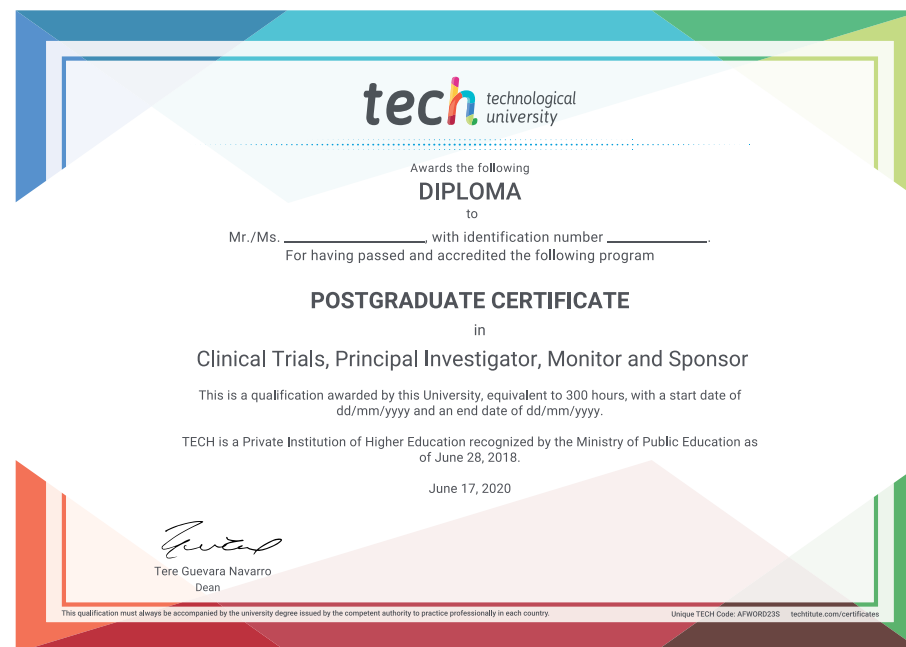 tech technological
university
Awards the following
DIPLOMA
to
Mr./Ms. ____________, with identification number ____________.
For having passed and accredited the following program
POSTGRADUATE CERTIFICATE
in
Clinical Trials, Principal Investigator, Monitor and Sponsor
This is a qualification awarded by this University, equivalent to 300 hours, with a start date of
dd/mm/yyyy and an end date of dd/mm/yyyy.
TECH is a Private Institution of Higher Education recognized by the Ministry of Public Education as
of June 28, 2018.
June 17, 2020
Tere Guevara Navarro
Dean
This qualification must always be accompanied by the university degree issued by the competent authority to practice professionally in each country.
Unique TECH Code: AFWORD23S techtitute.com/certificates